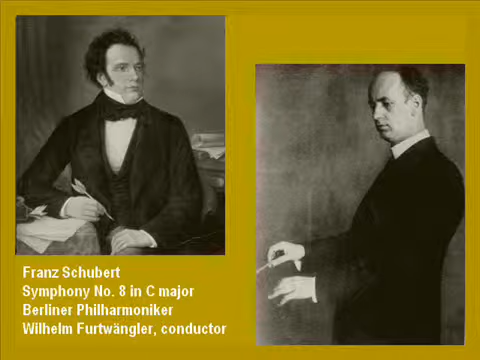 Franz Schubert
Symphony No. 8 in C major
Berliner Philharmoniker
Wilhelm Furtwängler, conductor